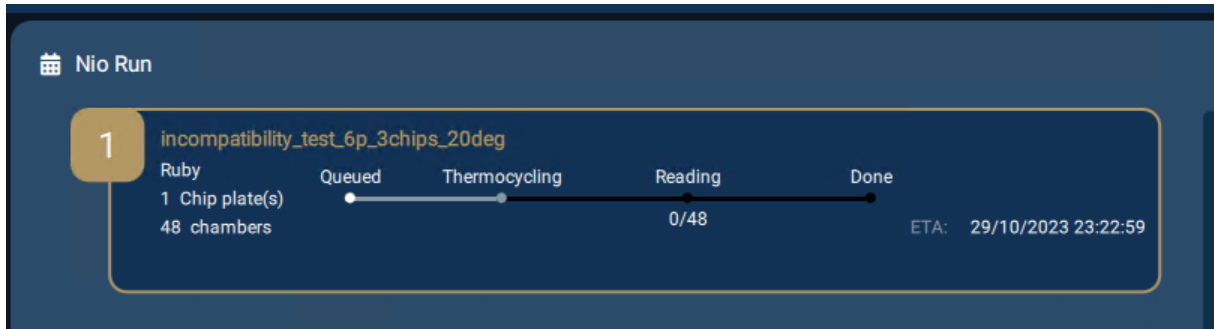 Nio Run
1
incompatibility_test_6p_3chips_20deg
Ruby
Queued Thermocycling Reading Done
1 Chip plate(s)
48 chambers
0/48
ETA: 29/10/2023 23:22:59